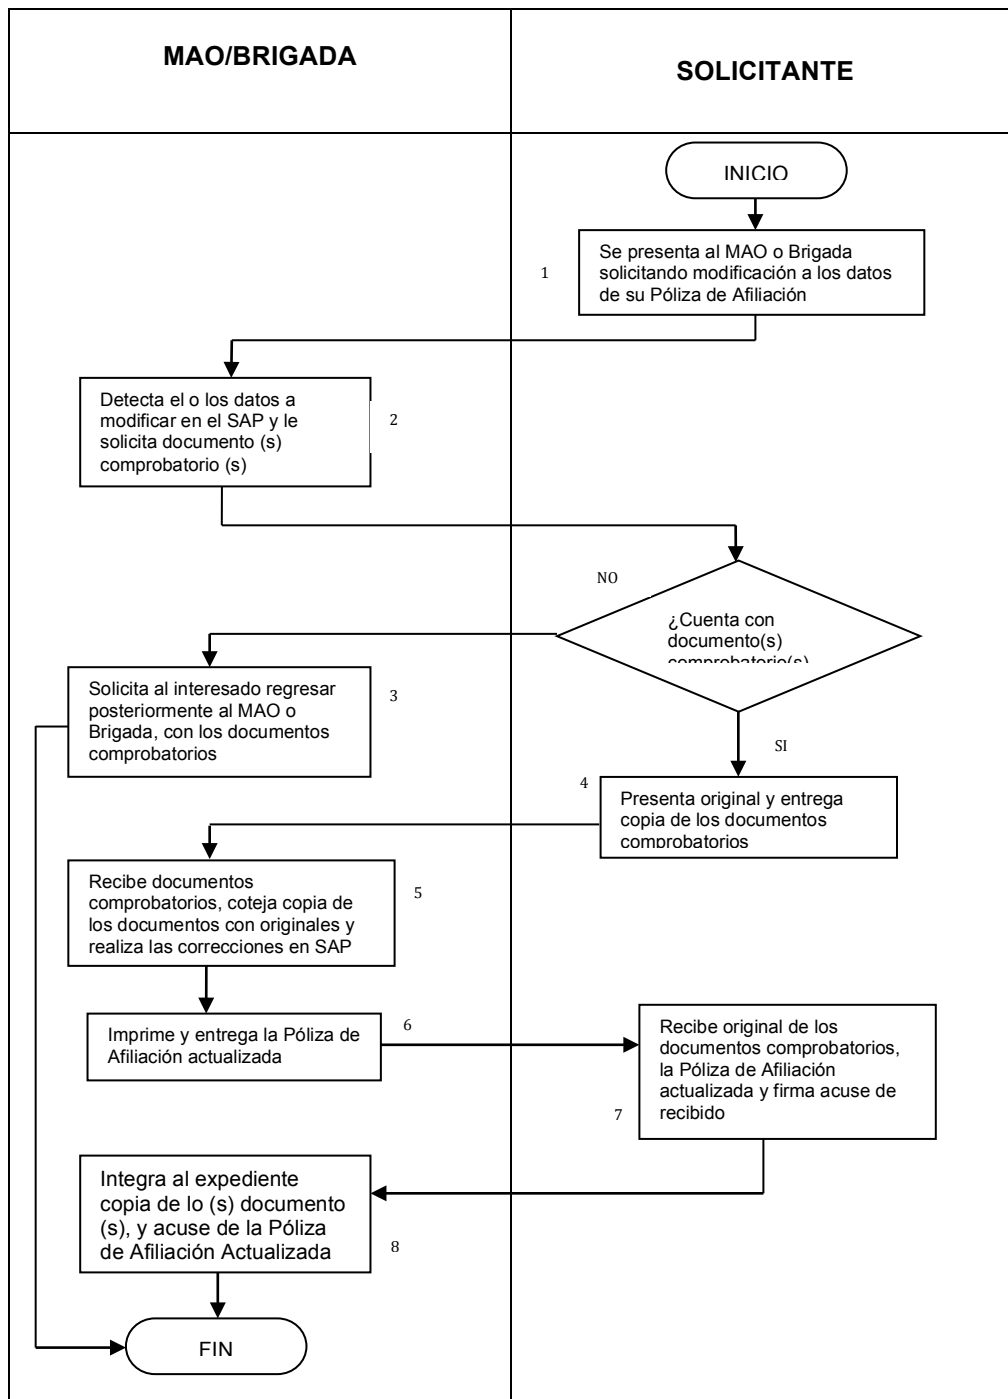 MAO/BRIGADA
SOLICITANTE
INICIO
1
Se presenta al MAO o Brigada
solicitando modificación a los datos
de su Póliza de Afiliación
Detecta el o los datos a
modificar en el SAP y le
solicita documento (s)
comprobatorio (s)
2
NO
¿Cuenta con
documento(s)
comprobatorio(s)
Solicita al interesado regresar
posteriormente al MAO o
Brigada, con los documentos
comprobatorios
3
SI
4
Presenta original y entrega
copia de los documentos
comprobatorios
Recibe documentos
comprobatorios, coteja copia de
los documentos con originales y
realiza las correcciones en SAP
5
Imprime y entrega la Póliza de
Afiliación actualizada
6
Recibe original de los
documentos comprobatorios,
la Póliza de Afiliación
actualizada y firma acuse de
recibido
7
Integra al expediente
copia de lo (s) documento
(s), y acuse de la Póliza
de Afiliación Actualizada
8
FIN